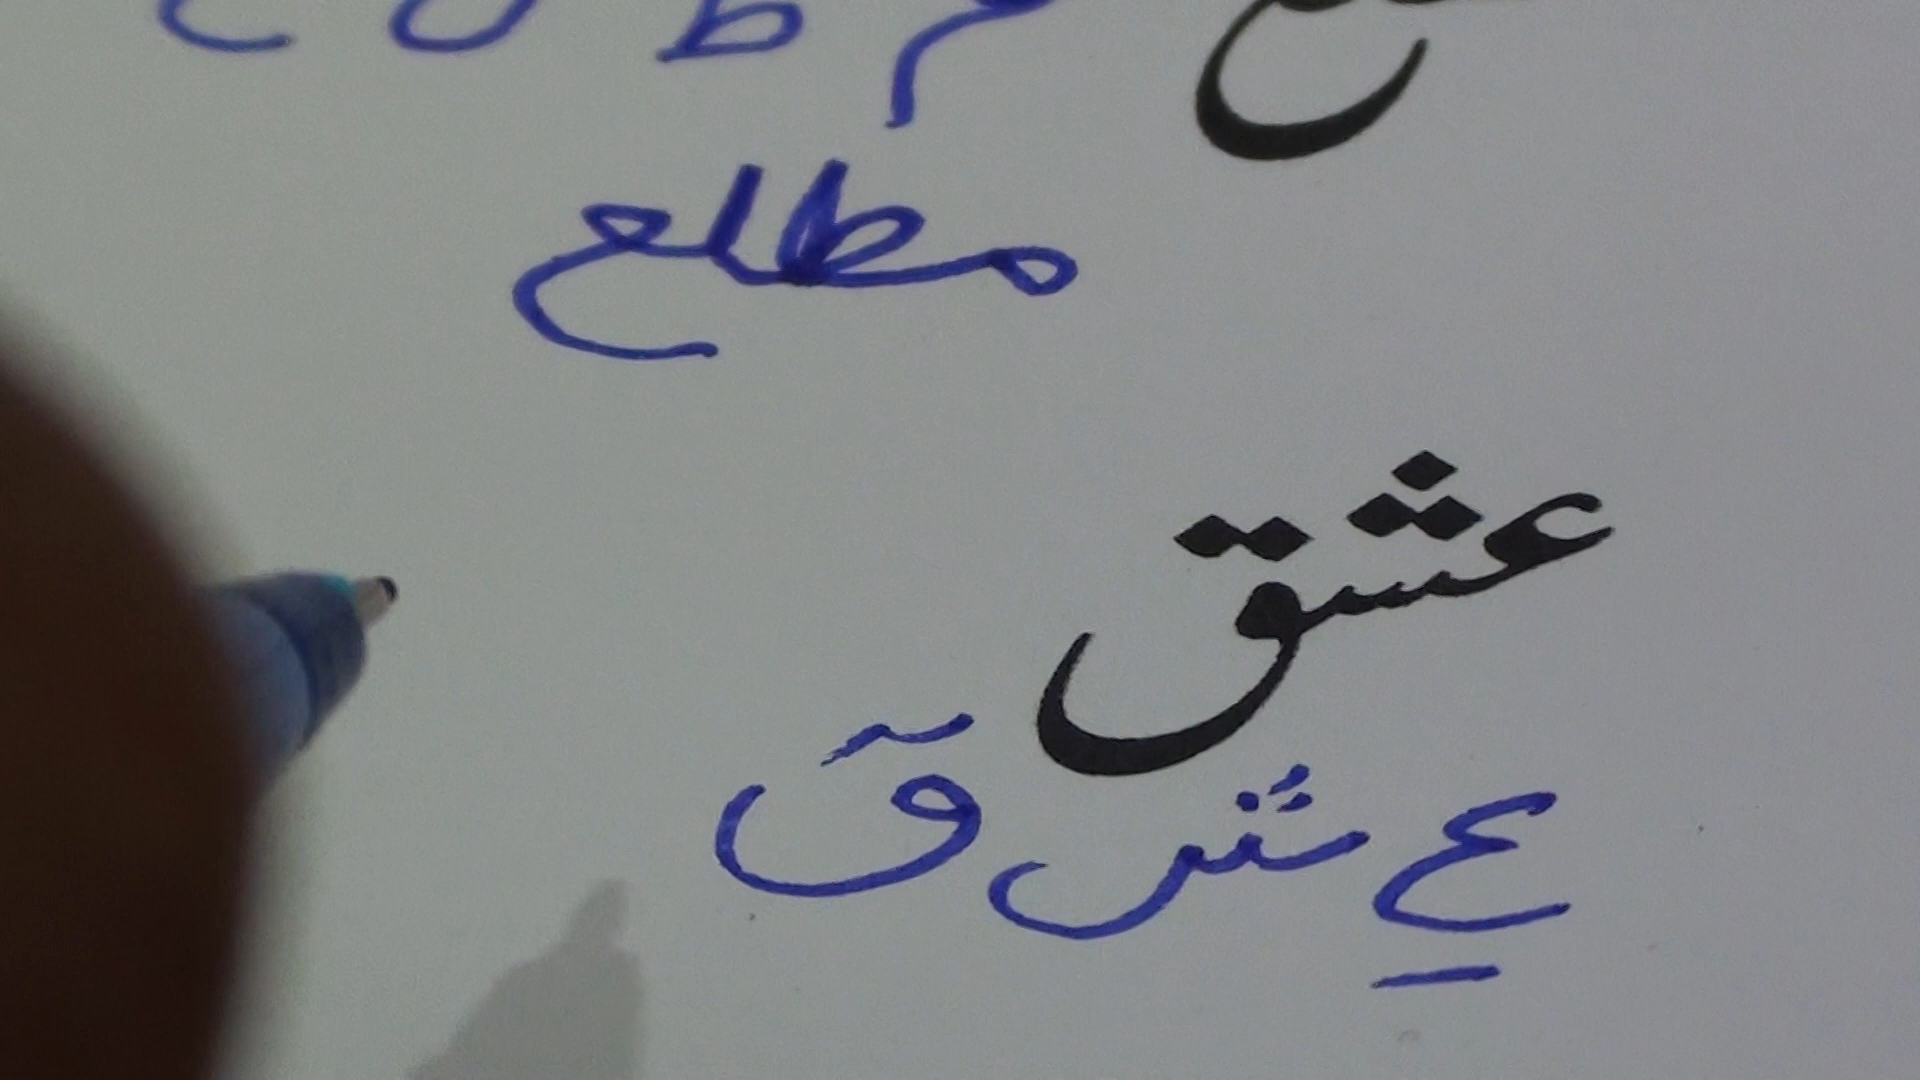 م ط ل ع
مطلع
عشق
ع ش ق